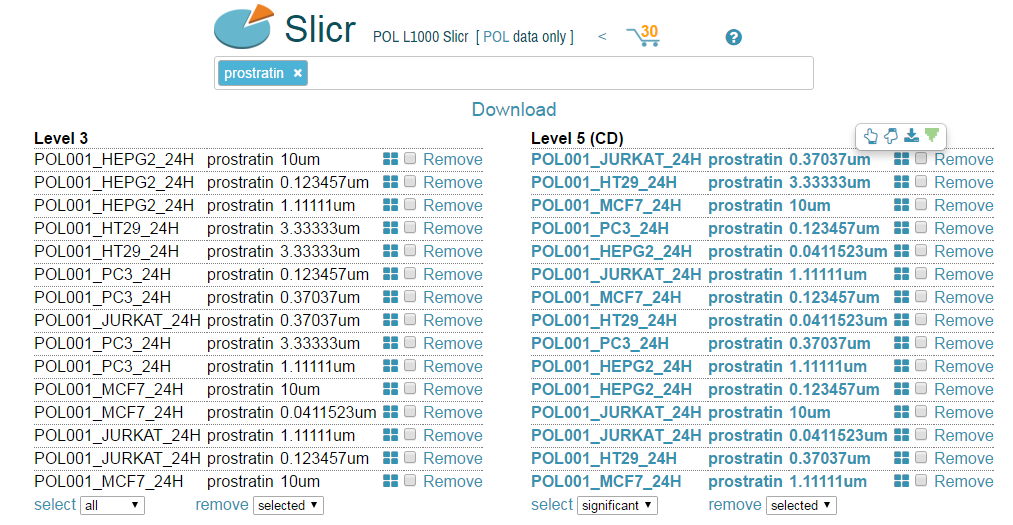 Slicr POL L1000 Slicr [ POL data only ] < 30 ?
prostratin ×
Download
Level 3
POL001_HEPG2_24H prostratin 10um Remove
POL001_HEPG2_24H prostratin 0.123457um Remove
POL001_HEPG2_24H prostratin 1.11111um Remove
POL001_HT29_24H prostratin 3.33333um Remove
POL001_HT29_24H prostratin 3.33333um Remove
POL001_PC3_24H prostratin 0.123457um Remove
POL001_PC3_24H prostratin 0.37037um Remove
POL001_JURKAT_24H prostratin 0.37037um Remove
POL001_PC3_24H prostratin 3.33333um Remove
POL001_PC3_24H prostratin 1.11111um Remove
POL001_MCF7_24H prostratin 10um Remove
POL001_MCF7_24H prostratin 0.0411523um Remove
POL001_JURKAT_24H prostratin 1.11111um Remove
POL001_JURKAT_24H prostratin 0.123457um Remove
POL001_MCF7_24H prostratin 10um Remove
select all ▼ remove selected ▼
Level 5 (CD)
POL001_JURKAT_24H prostratin 0.37037um Remove
POL001_HT29_24H prostratin 3.33333um Remove
POL001_MCF7_24H prostratin 10um Remove
POL001_PC3_24H prostratin 0.123457um Remove
POL001_HEPG2_24H prostratin 0.0411523um Remove
POL001_JURKAT_24H prostratin 1.11111um Remove
POL001_MCF7_24H prostratin 0.123457um Remove
POL001_HT29_24H prostratin 0.0411523um Remove
POL001_PC3_24H prostratin 0.37037um Remove
POL001_HEPG2_24H prostratin 1.11111um Remove
POL001_HEPG2_24H prostratin 0.123457um Remove
POL001_JURKAT_24H prostratin 10um Remove
POL001_JURKAT_24H prostratin 0.0411523um Remove
POL001_HT29_24H prostratin 0.37037um Remove
POL001_MCF7_24H prostratin 1.11111um Remove
select significant ▼ remove selected ▼